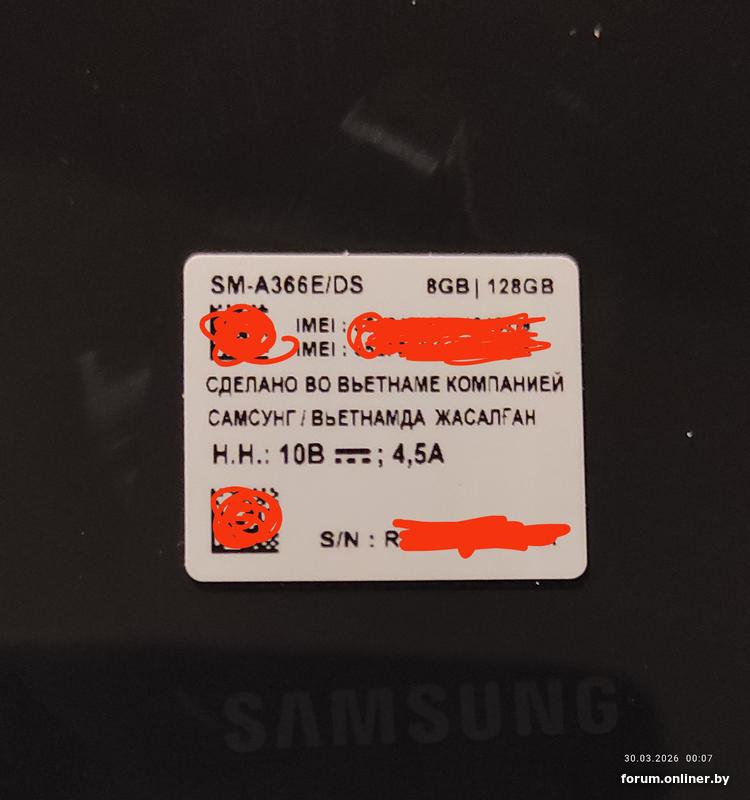 SM-A366E/DS 8GB | 128GB
IMEI :
IMEI :
СДЕЛАНО ВО ВЬЕТНАМЕ КОМПАНИЕЙ
САМСУНГ / ВЬЕТНАМДА ЖАСАЛҒАН
Н.Н.: 10В ⎓; 4,5А
S/N : R
SAMSUNG
30.03.2026 00:07
forum.onliner.by